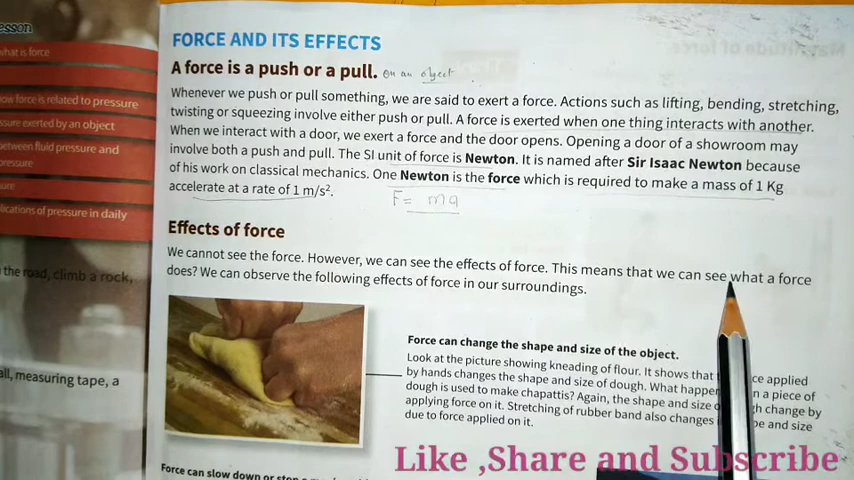 esson
what is force
ow force is related to pressure
ssure exerted by an object
between fluid pressure and
pressure
sure
lications of pressure in daily
the road, climb a rock,
all, measuring tape, a
FORCE AND ITS EFFECTS
A force is a push or a pull. on an object
Whenever we push or pull something, we are said to exert a force. Actions such as lifting, bending, stretching,
twisting or squeezing involve either push or pull. A force is exerted when one thing interacts with another.
When we interact with a door, we exert a force and the door opens. Opening a door of a showroom may
involve both a push and pull. The SI unit of force is Newton. It is named after Sir Isaac Newton because
of his work on classical mechanics. One Newton is the force which is required to make a mass of 1 Kg
accelerate at a rate of 1 m/s².
F= ma
Effects of force
We cannot see the force. However, we can see the effects of force. This means that we can see what a force
does? We can observe the following effects of force in our surroundings.
Force can change the shape and size of the object.
Look at the picture showing kneading of flour. It shows that ce applied
by hands changes the shape and size of dough. What happen n a piece of
dough is used to make chapattis? Again, the shape and size o gh change by
applying force on it. Stretching of rubber band also changes pe and size
due to force applied on it.
Force can slow down or stop
Like ,Share and Subscribe